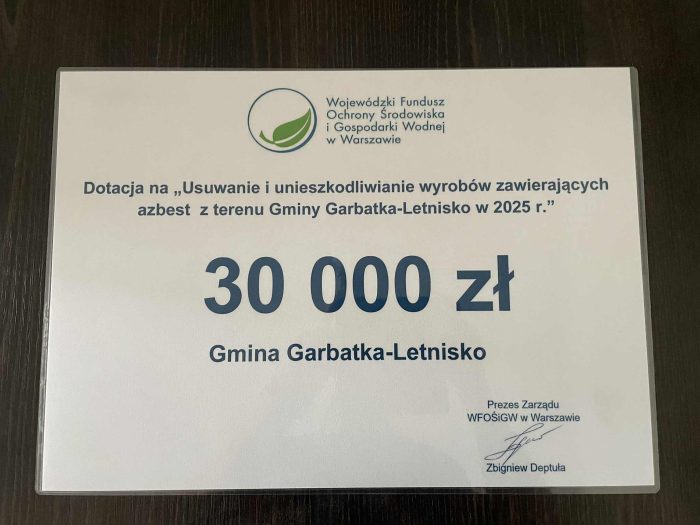 Wojewódzki Fundusz
Ochrony Środowiska
i Gospodarki Wodnej
w Warszawie
Dotacja na „Usuwanie i unieszkodliwianie wyrobów zawierających
azbest z terenu Gminy Garbatka-Letnisko w 2025 r.”
30 000 zł
Gmina Garbatka-Letnisko
Prezes Zarządu
WFOŚiGW w Warszawie
Zbigniew Deptuła